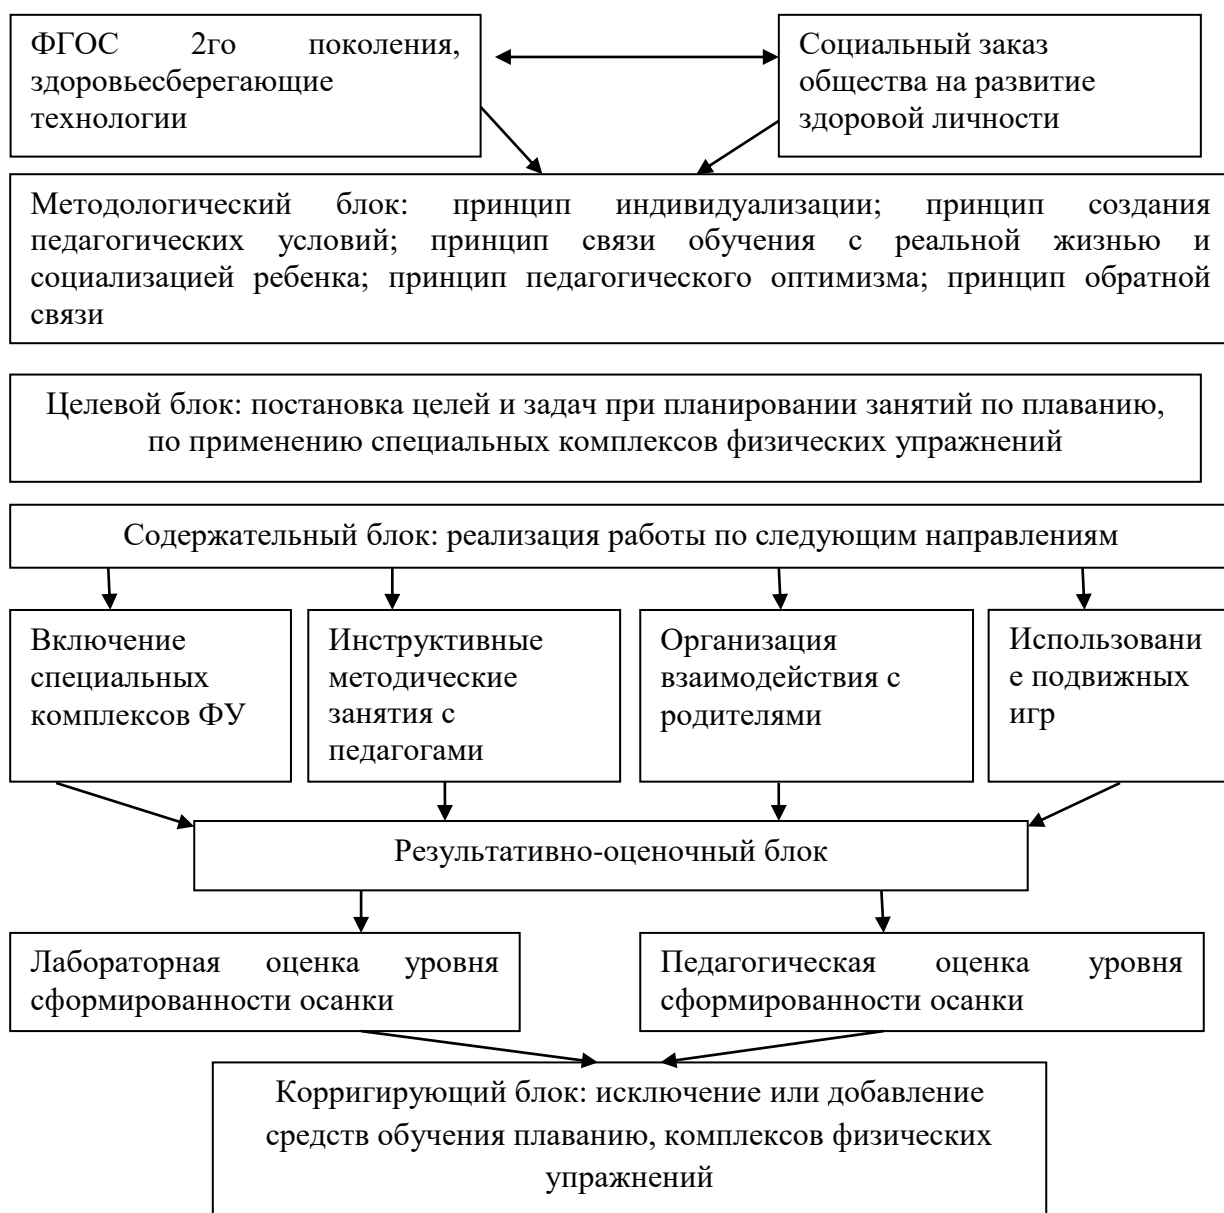 ФГОС 2го поколения,
здоровьесберегающие
технологии
Социальный заказ
общества на развитие
здоровой личности
Методологический блок: принцип индивидуализации; принцип создания
педагогических условий; принцип связи обучения с реальной жизнью и
социализацией ребенка; принцип педагогического оптимизма; принцип обратной
связи
Целевой блок: постановка целей и задач при планировании занятий по плаванию,
по применению специальных комплексов физических упражнений
Содержательный блок: реализация работы по следующим направлениям
Включение
специальных
комплексов ФУ
Инструктивные
методические
занятия с
педагогами
Организация
взаимодействия с
родителями
Использовани
е подвижных
игр
Результативно-оценочный блок
Лабораторная оценка уровня
сформированности осанки
Педагогическая оценка уровня
сформированности осанки
Корригирующий блок: исключение или добавление
средств обучения плаванию, комплексов физических
упражнений